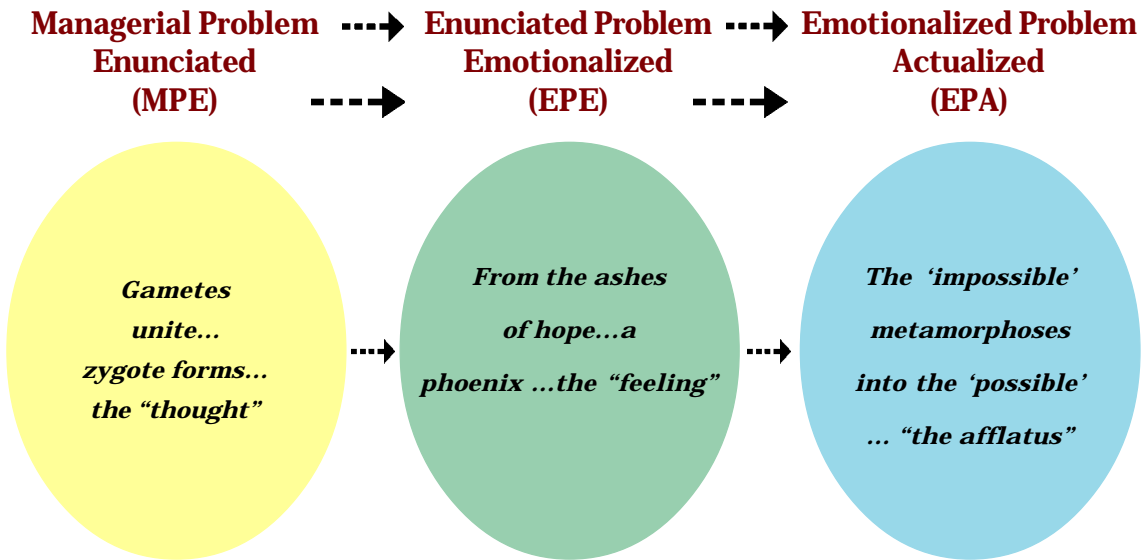 Managerial Problem
Enunciated
(MPE)
Enunciated Problem
Emotionalized
(EPE)
Emotionalized Problem
Actualized
(EPA)
Gametes
unite...
zygote forms...
the “thought”
From the ashes
of hope...a
phoenix ...the “feeling”
The ‘impossible’
metamorphoses
into the ‘possible’
... “the afflatus”